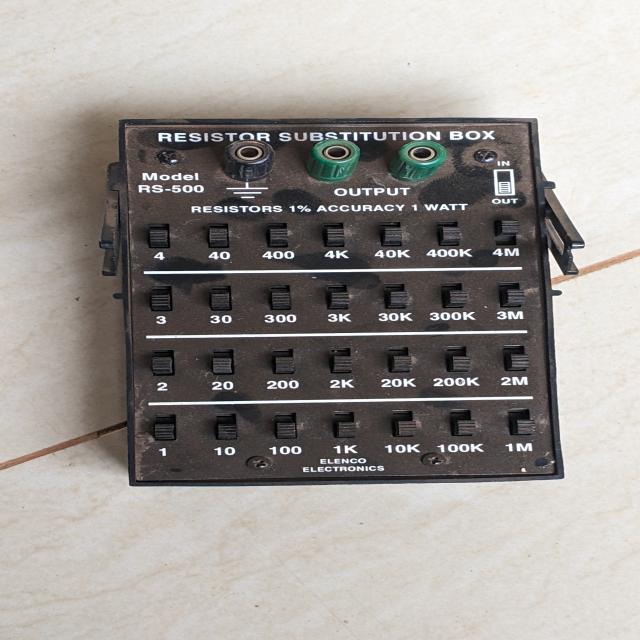 RESISTOR SUBSTITUTION BOX
Model
RS-500
OUTPUT
IN
OUT
RESISTORS 1% ACCURACY 1 WATT
4 40 400 4K 40K 400K 4M
3 30 300 3K 30K 300K 3M
2 20 200 2K 20K 200K 2M
1 10 100 1K 10K 100K 1M
ELENCO
ELECTRONICS